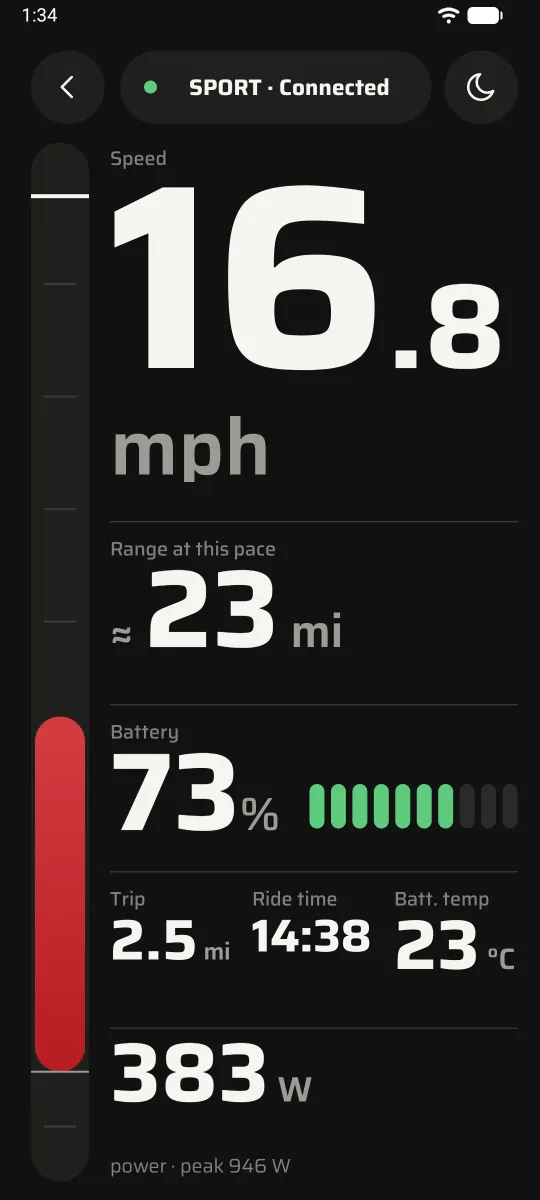 1:34
SPORT · Connected
Speed
16.8
mph
Range at this pace
≈ 23 mi
Battery
73%
Trip Ride time Batt. temp
2.5 mi 14:38 23 °C
383 W
power · peak 946 W